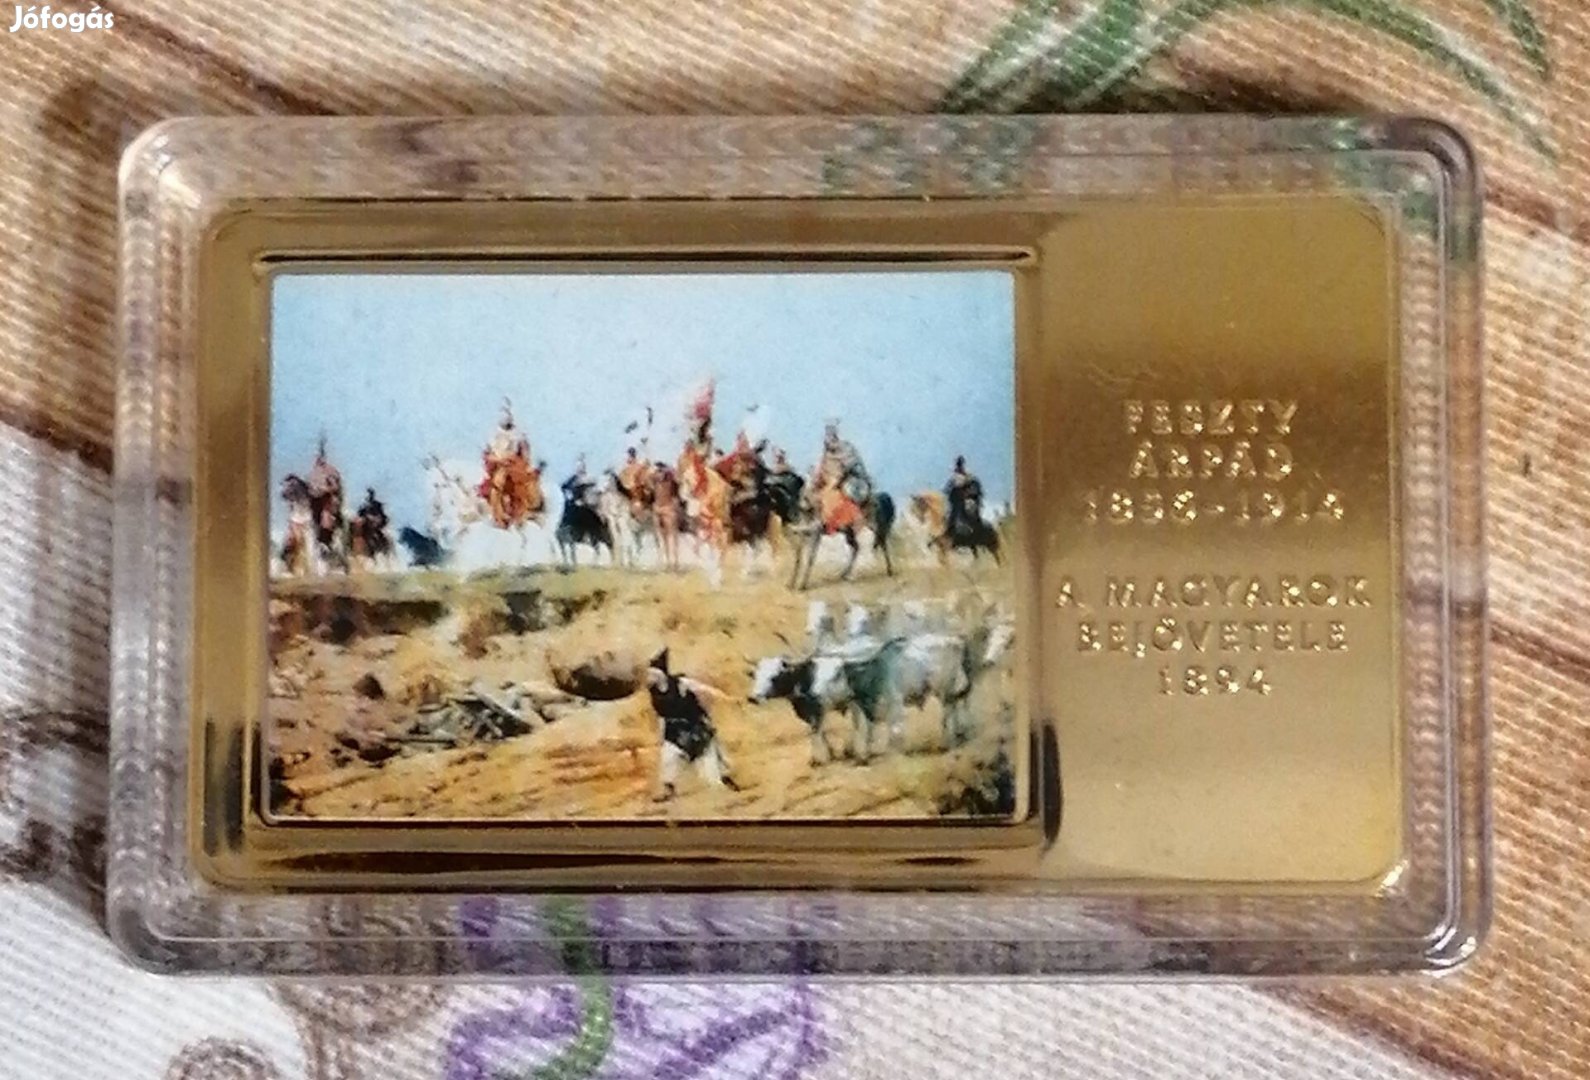 Jófogás
FESZTY
ÁRPÁD
1856-1914
A MAGYAROK
BEJÖVETELE
1894